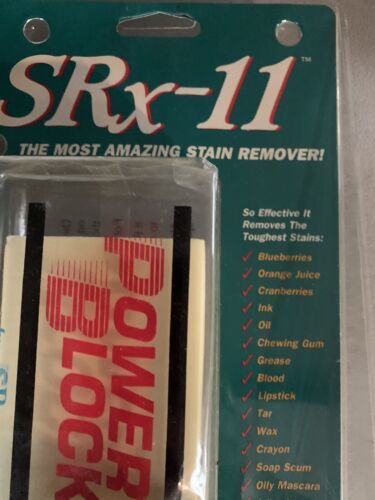 SRx-11™
THE MOST AMAZING STAIN REMOVER!
So Effective It
Removes The
Toughest Stains:
✓ Blueberries
✓ Orange Juice
✓ Cranberries
✓ Ink
✓ Oil
✓ Chewing Gum
✓ Grease
✓ Blood
✓ Lipstick
✓ Tar
✓ Wax
✓ Crayon
✓ Soap Scum
✓ Oily Mascara
POWER
BLOCK